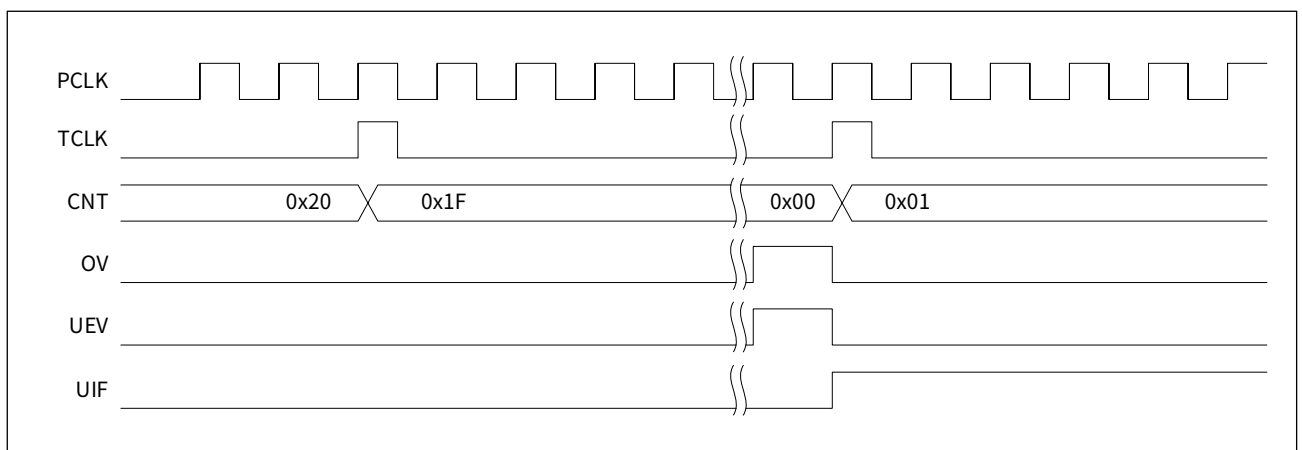 PCLK
TCLK
CNT 0x20 0x1F 0x00 0x01
OV
UEV
UIF